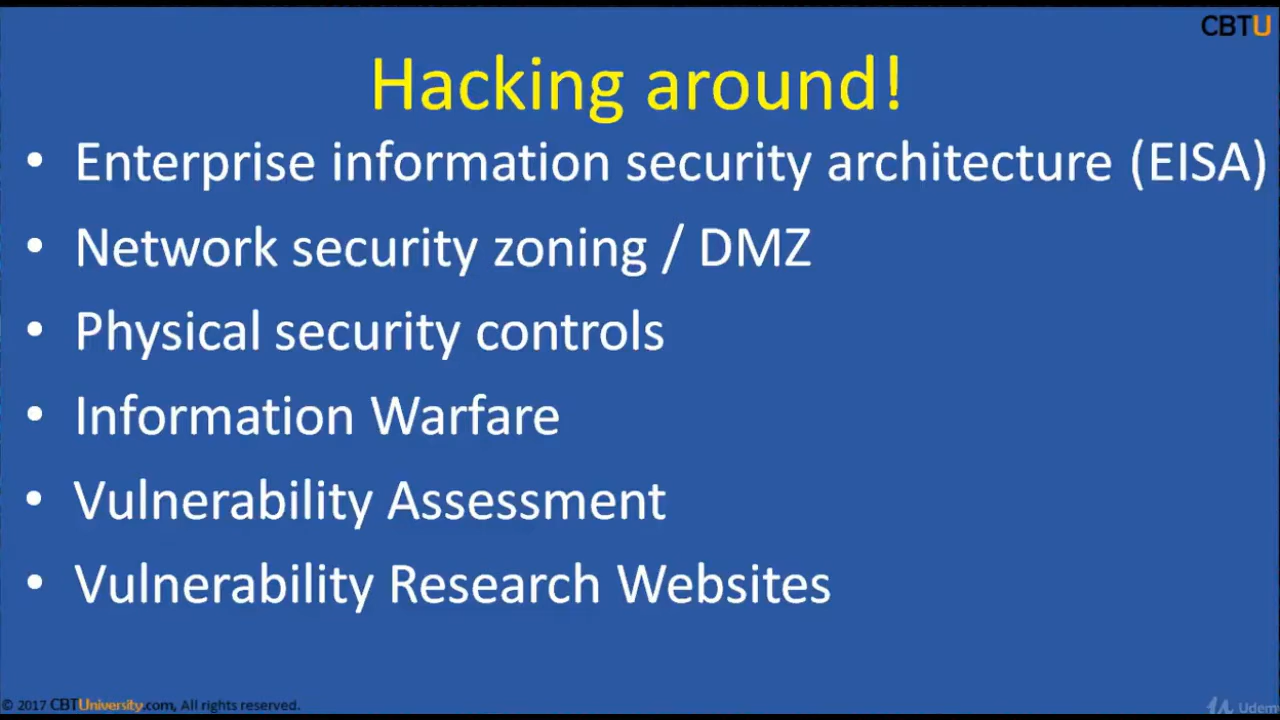 CBTU
Hacking around!
• Enterprise information security architecture (EISA)
• Network security zoning / DMZ
• Physical security controls
• Information Warfare
• Vulnerability Assessment
• Vulnerability Research Websites
© 2017 CBTUniversity.com, All rights reserved.
Udem